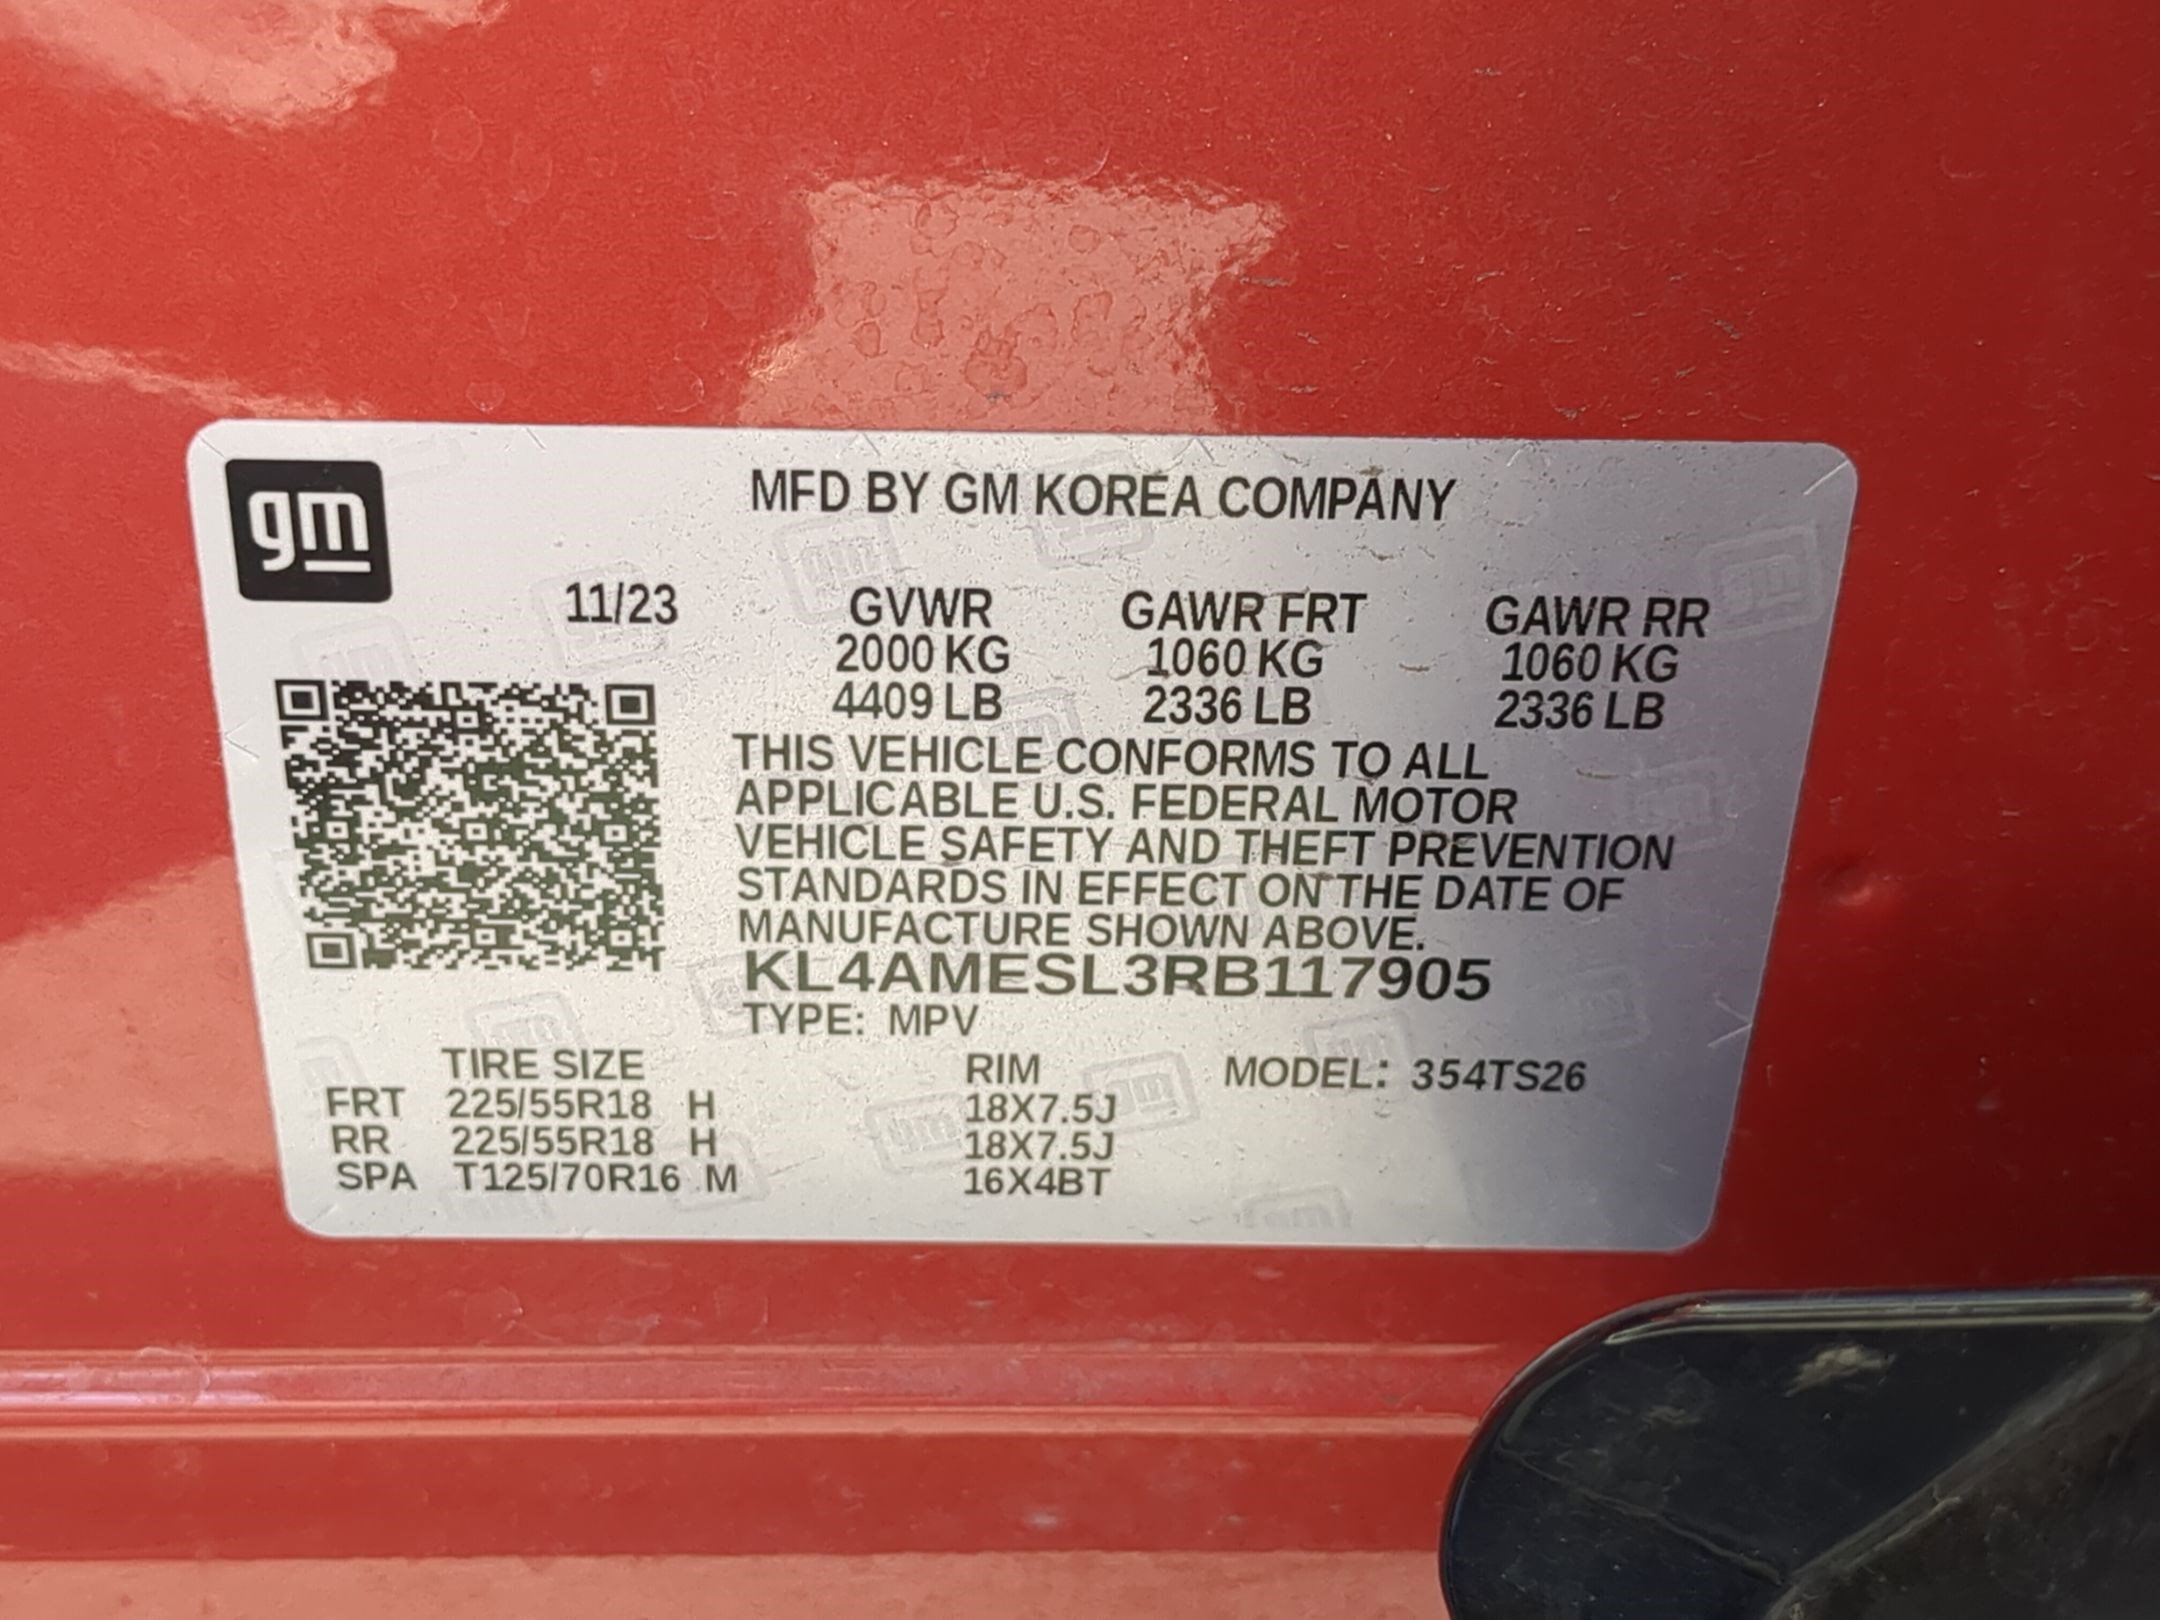 gm
MFD BY GM KOREA COMPANY
11/23 GVWR GAWR FRT GAWR RR
2000 KG 1060 KG 1060 KG
4409 LB 2336 LB 2336 LB
THIS VEHICLE CONFORMS TO ALL
APPLICABLE U.S. FEDERAL MOTOR
VEHICLE SAFETY AND THEFT PREVENTION
STANDARDS IN EFFECT ON THE DATE OF
MANUFACTURE SHOWN ABOVE.
KL4AMESL3RB117905
TYPE: MPV
TIRE SIZE RIM MODEL: 354TS26
FRT 225/55R18 H 18X7.5J
RR 225/55R18 H 18X7.5J
SPA T125/70R16 M 16X4BT